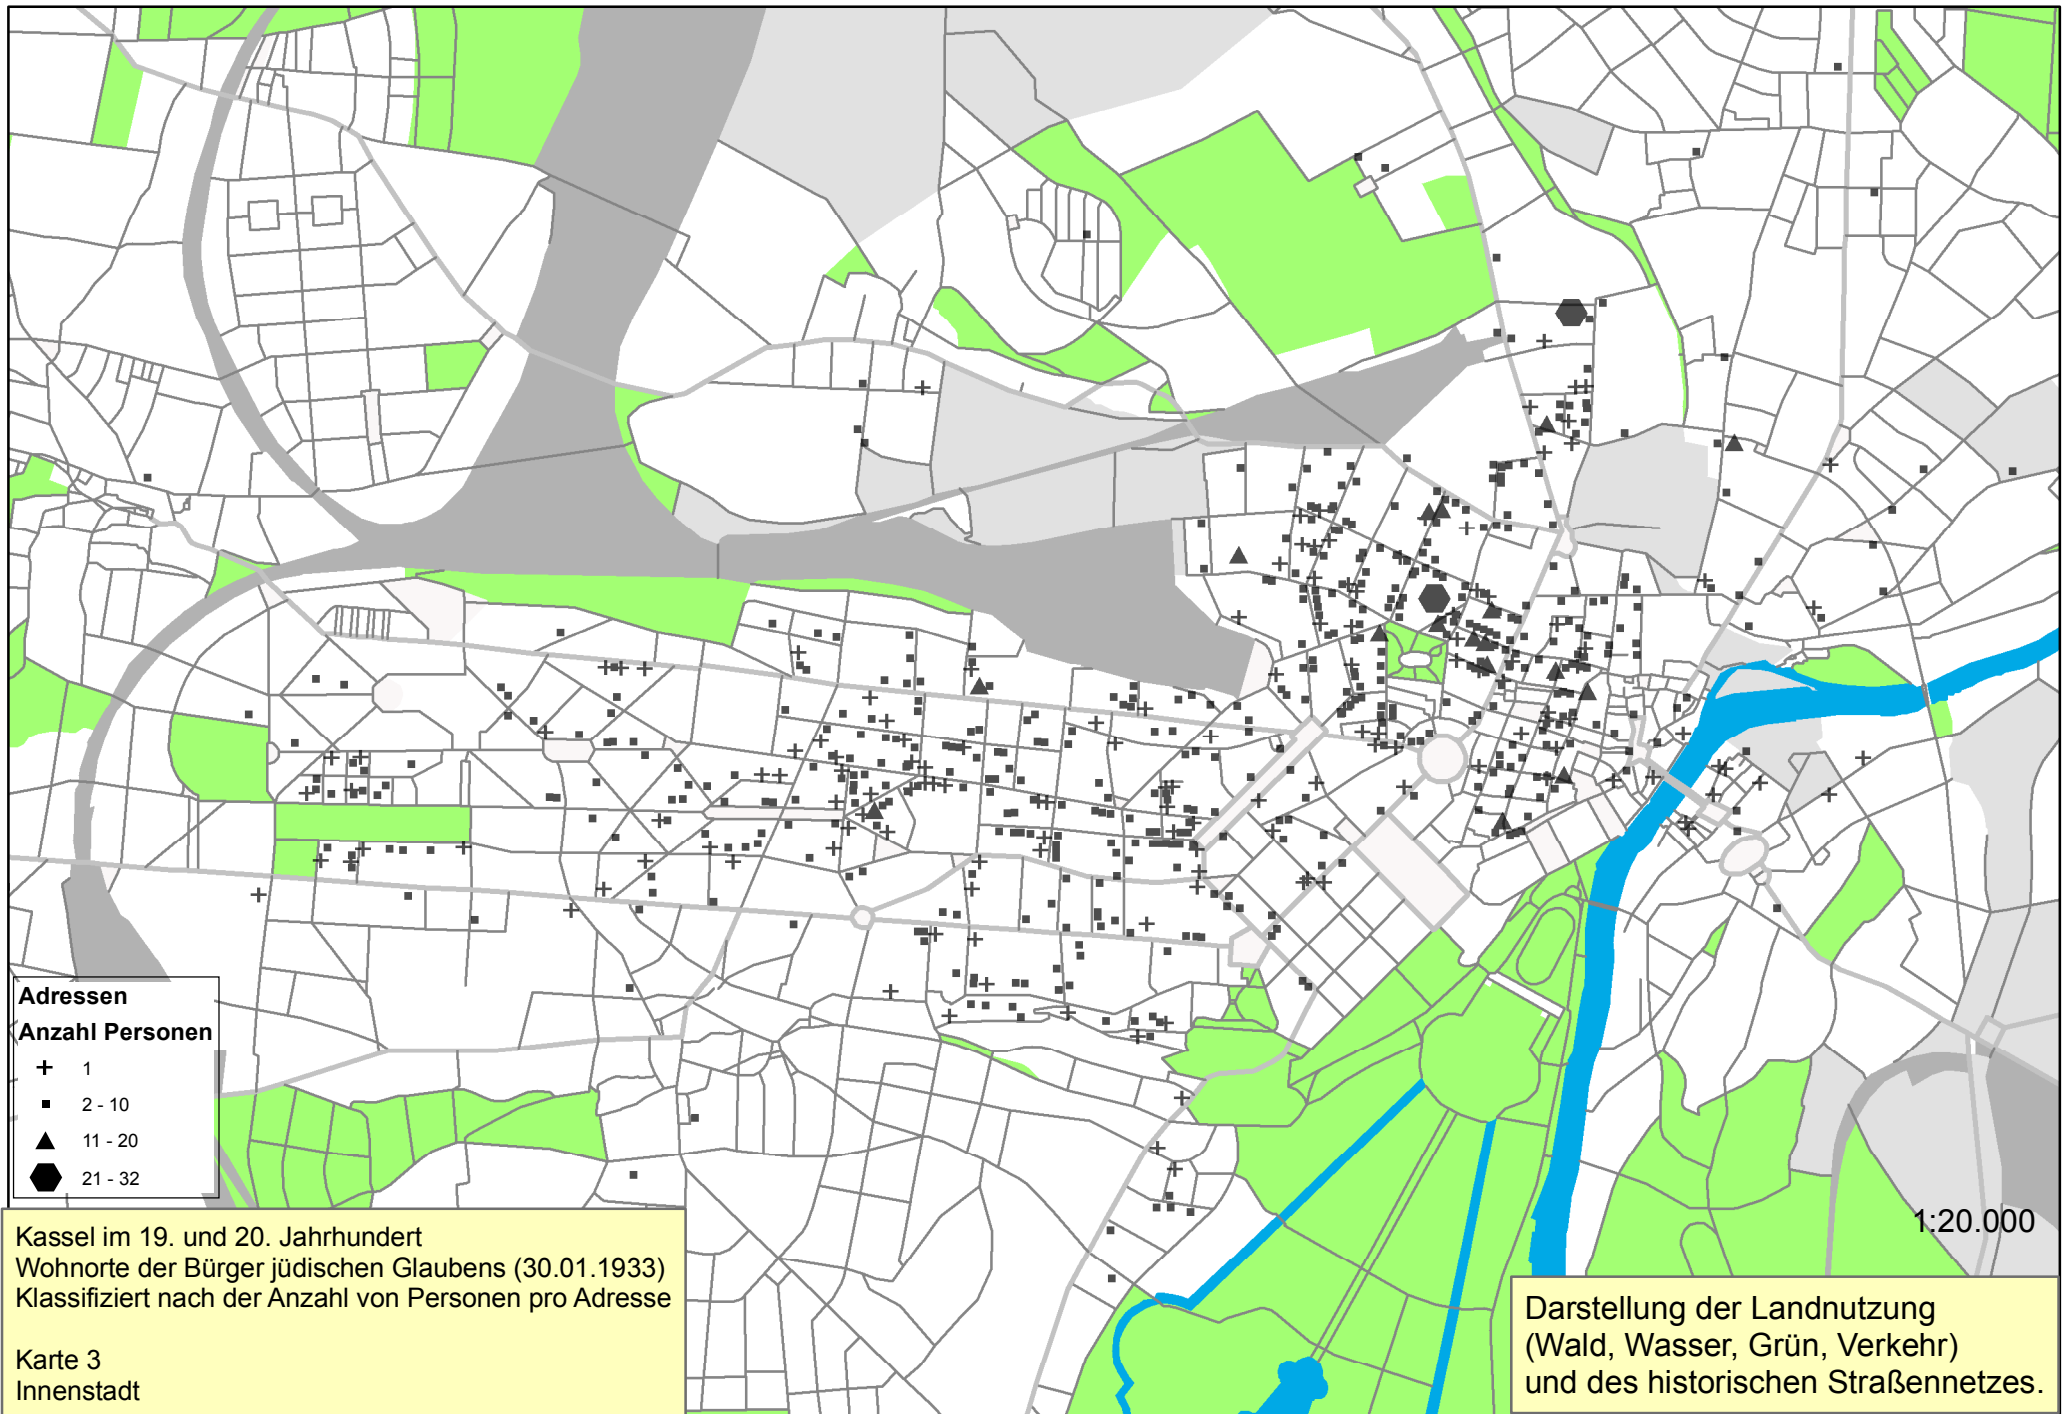 Adressen
Anzahl Personen
1
2 - 10
11 - 20
21 - 32
Kassel im 19. und 20. Jahrhundert
Wohnorte der Bürger jüdischen Glaubens (30.01.1933)
Klassifiziert nach der Anzahl von Personen pro Adresse
Karte 3
Innenstadt
1:20.000
Darstellung der Landnutzung
(Wald, Wasser, Grün, Verkehr)
und des historischen Straßennetzes.